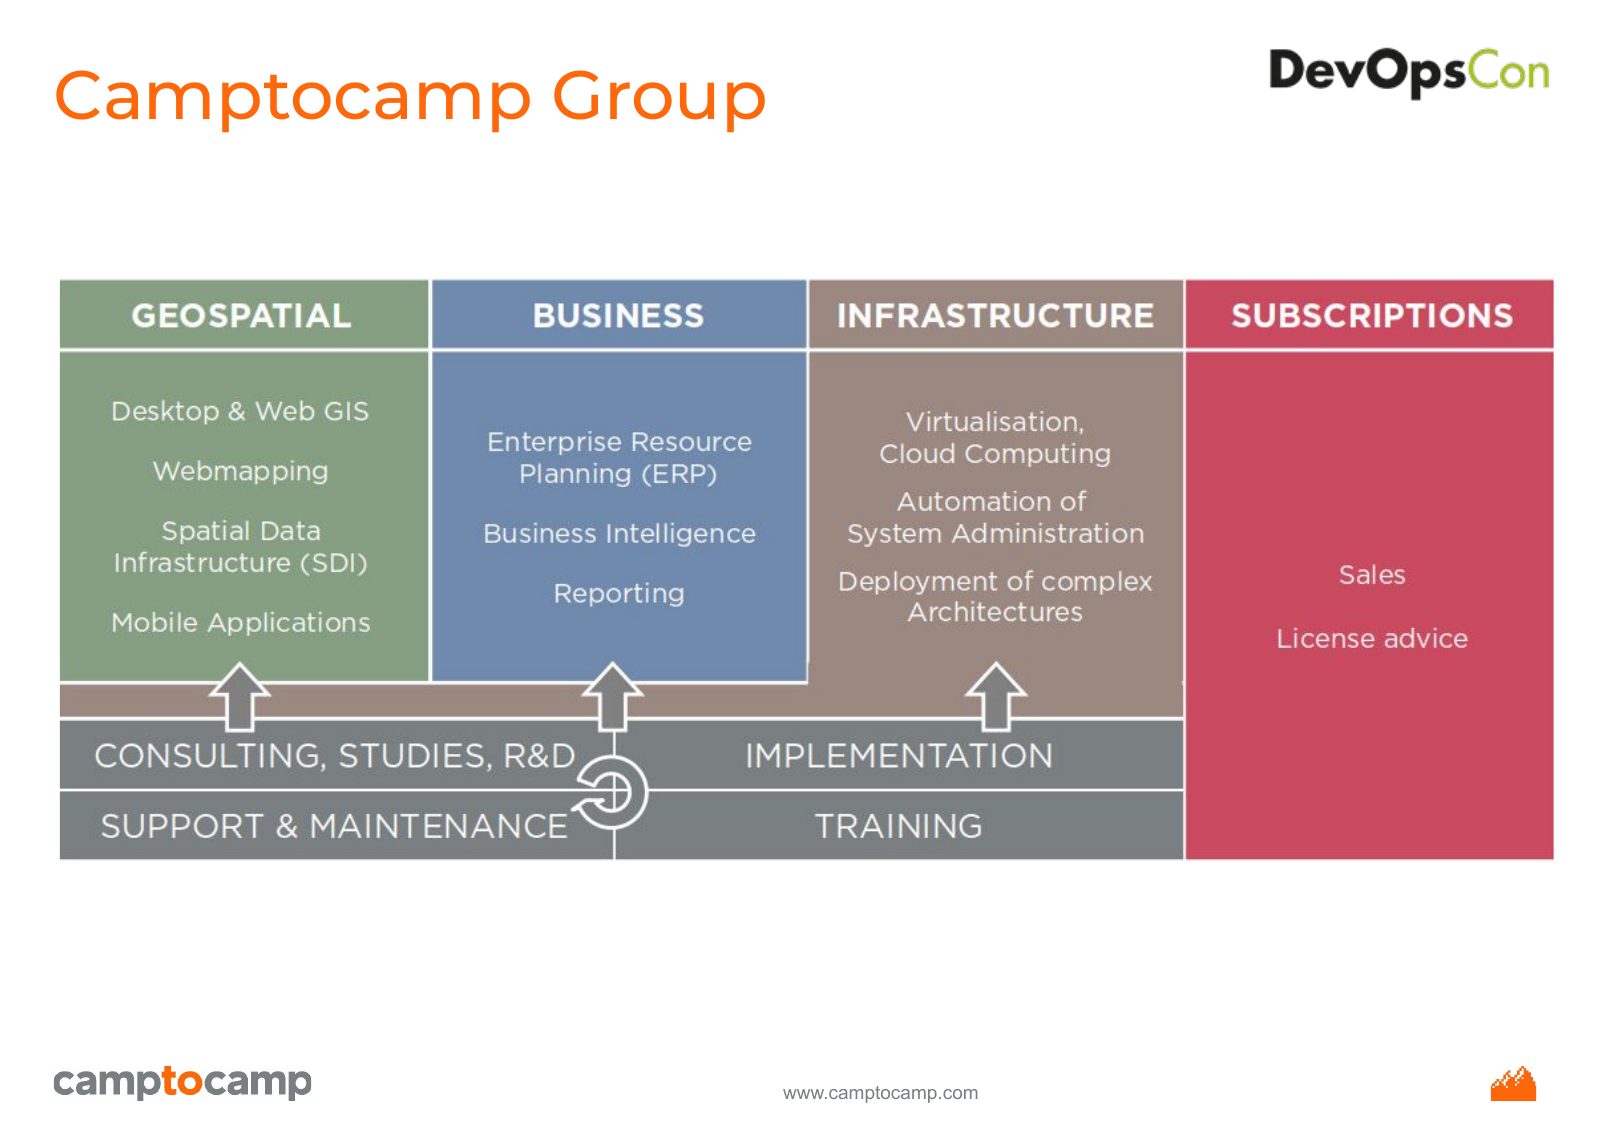 Camptocamp Group
DevOpsCon
GEOSPATIAL
Desktop & Web GIS
Webmapping
Spatial Data
Infrastructure (SDI)
Mobile Applications
BUSINESS
Enterprise Resource
Planning (ERP)
Business Intelligence
Reporting
INFRASTRUCTURE
Virtualisation,
Cloud Computing
Automation of
System Administration
Deployment of complex
Architectures
SUBSCRIPTIONS
Sales
License advice
CONSULTING, STUDIES, R&D
IMPLEMENTATION
SUPPORT & MAINTENANCE
TRAINING
camptocamp
www.camptocamp.com